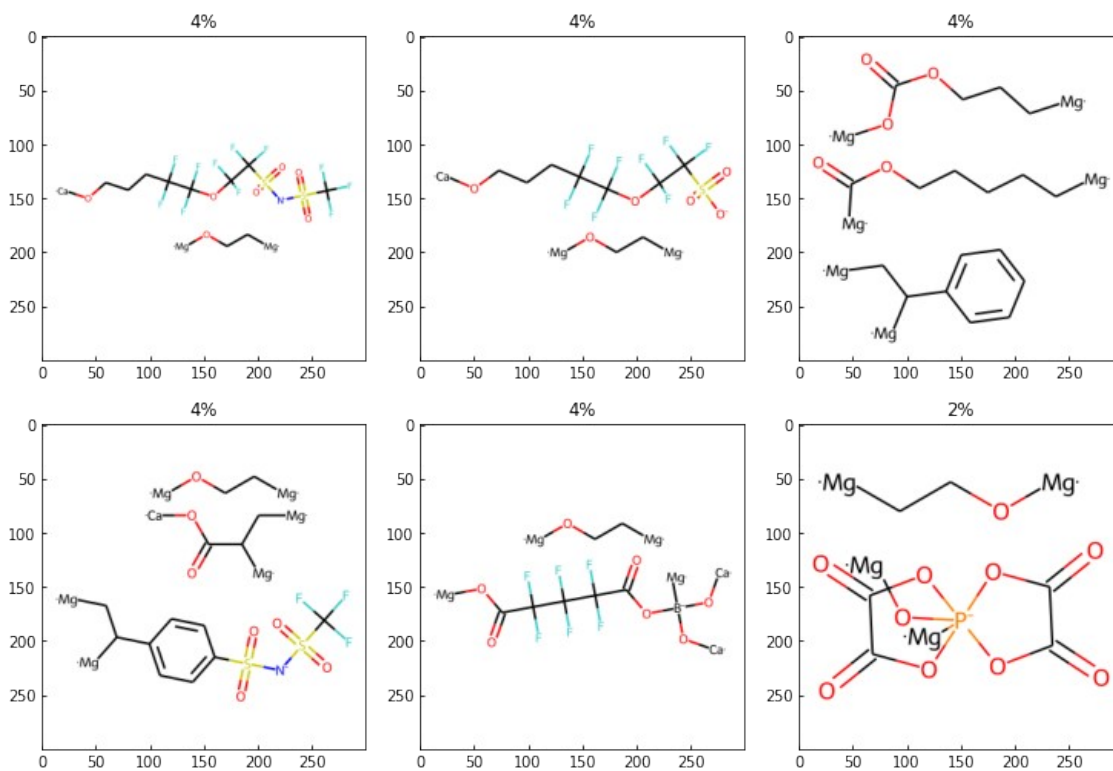 4% 4% 4%
0 0 0
50 50 50
100 100 100
150 150 150
200 200 200
250 250 250
0 50 100 150 200 250 0 50 100 150 200 250 0 50 100 150 200 250
·Ca O F F F F O F F F F S O O N⁻ S O O F F F
·Mg O Mg·
·Ca O F F F F O F F F F S O O O⁻
·Mg O Mg·
O O O ·Mg Mg·
O O Mg· Mg·
·Mg ·Mg
4% 4% 2%
0 0 0
50 50 50
100 100 100
150 150 150
200 200 200
250 250 250
0 50 100 150 200 250 0 50 100 150 200 250 0 50 100 150 200 250
·Mg O Mg·
·Ca O O Mg· Mg·
·Mg ·Mg S O O N⁻ S O O F F F
·Mg O Mg·
·Mg O O F F F F F F O O Mg· B⁻ O Ca· O Ca·
·Mg O Mg·
O O ·Mg O O O ·Mg P⁻ O O O O O